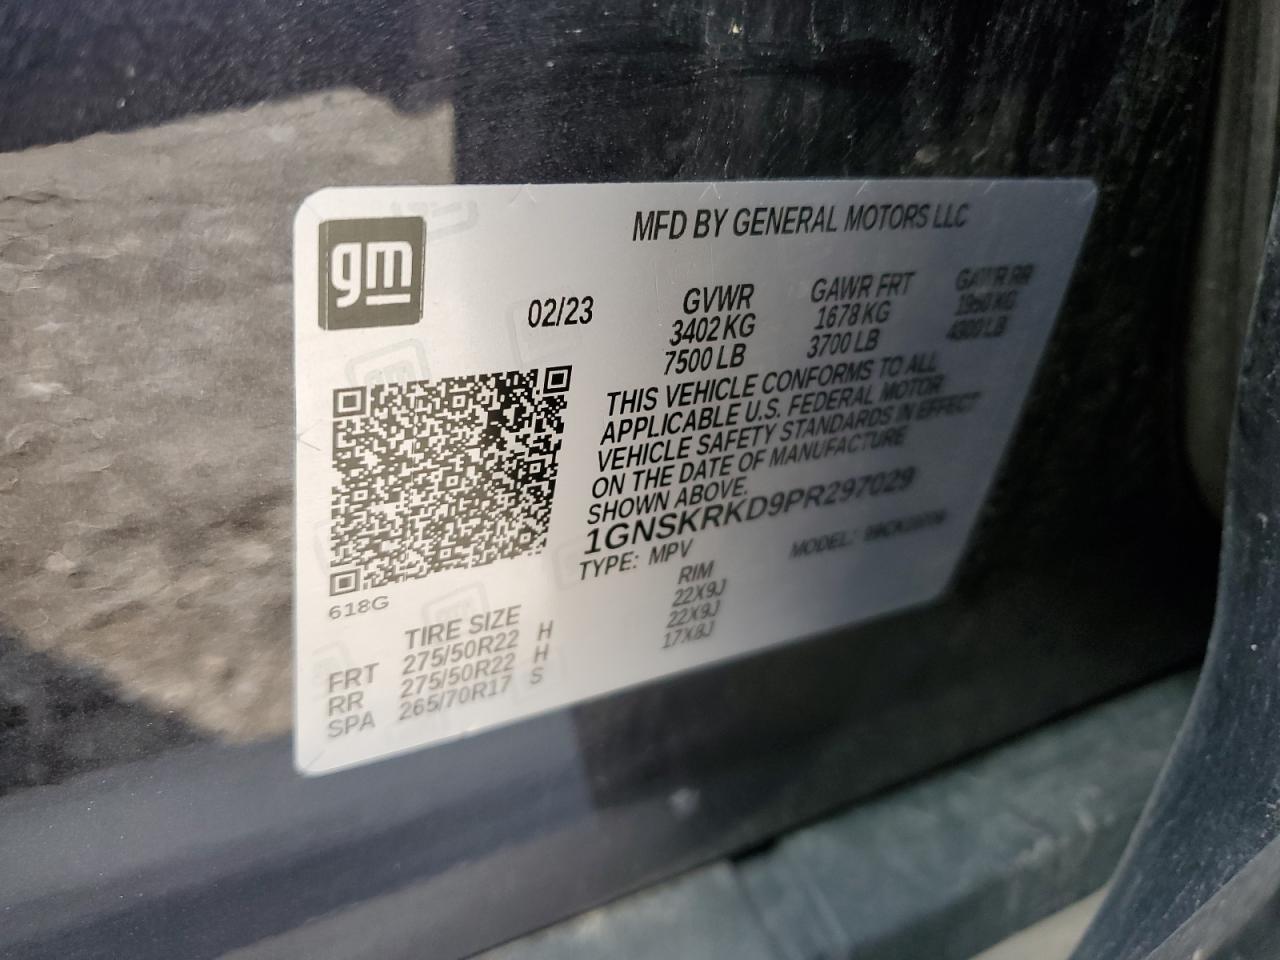 gm
MFD BY GENERAL MOTORS LLC
02/23
GVWR GAWR FRT GAWR RR
3402 KG 1678 KG 1950 KG
7500 LB 3700 LB 4300 LB
THIS VEHICLE CONFORMS TO ALL
APPLICABLE U.S. FEDERAL MOTOR
VEHICLE SAFETY STANDARDS IN EFFECT
ON THE DATE OF MANUFACTURE
SHOWN ABOVE.
1GNSKRKD9PR297029
TYPE: MPV MODEL:
618G
TIRE SIZE RIM
FRT 275/50R22 H 22X9J
RR 275/50R22 H 22X9J
SPA 265/70R17 S 17X8J